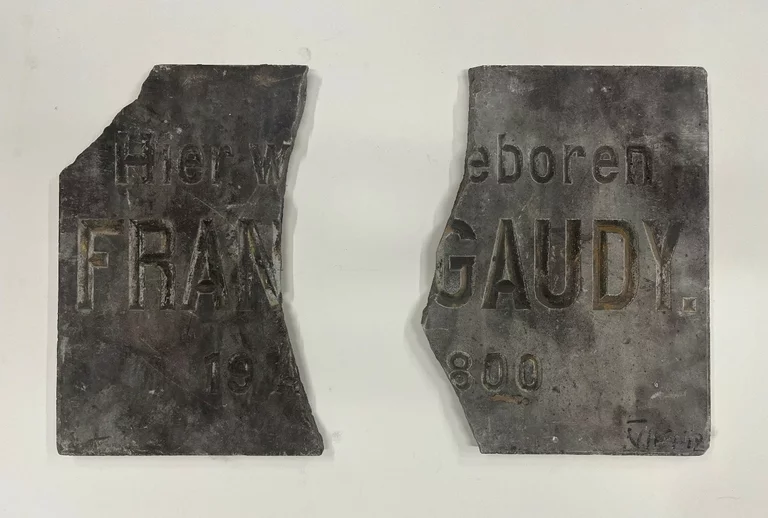 Hier w eboren
FRAN GAUDY.
19 800